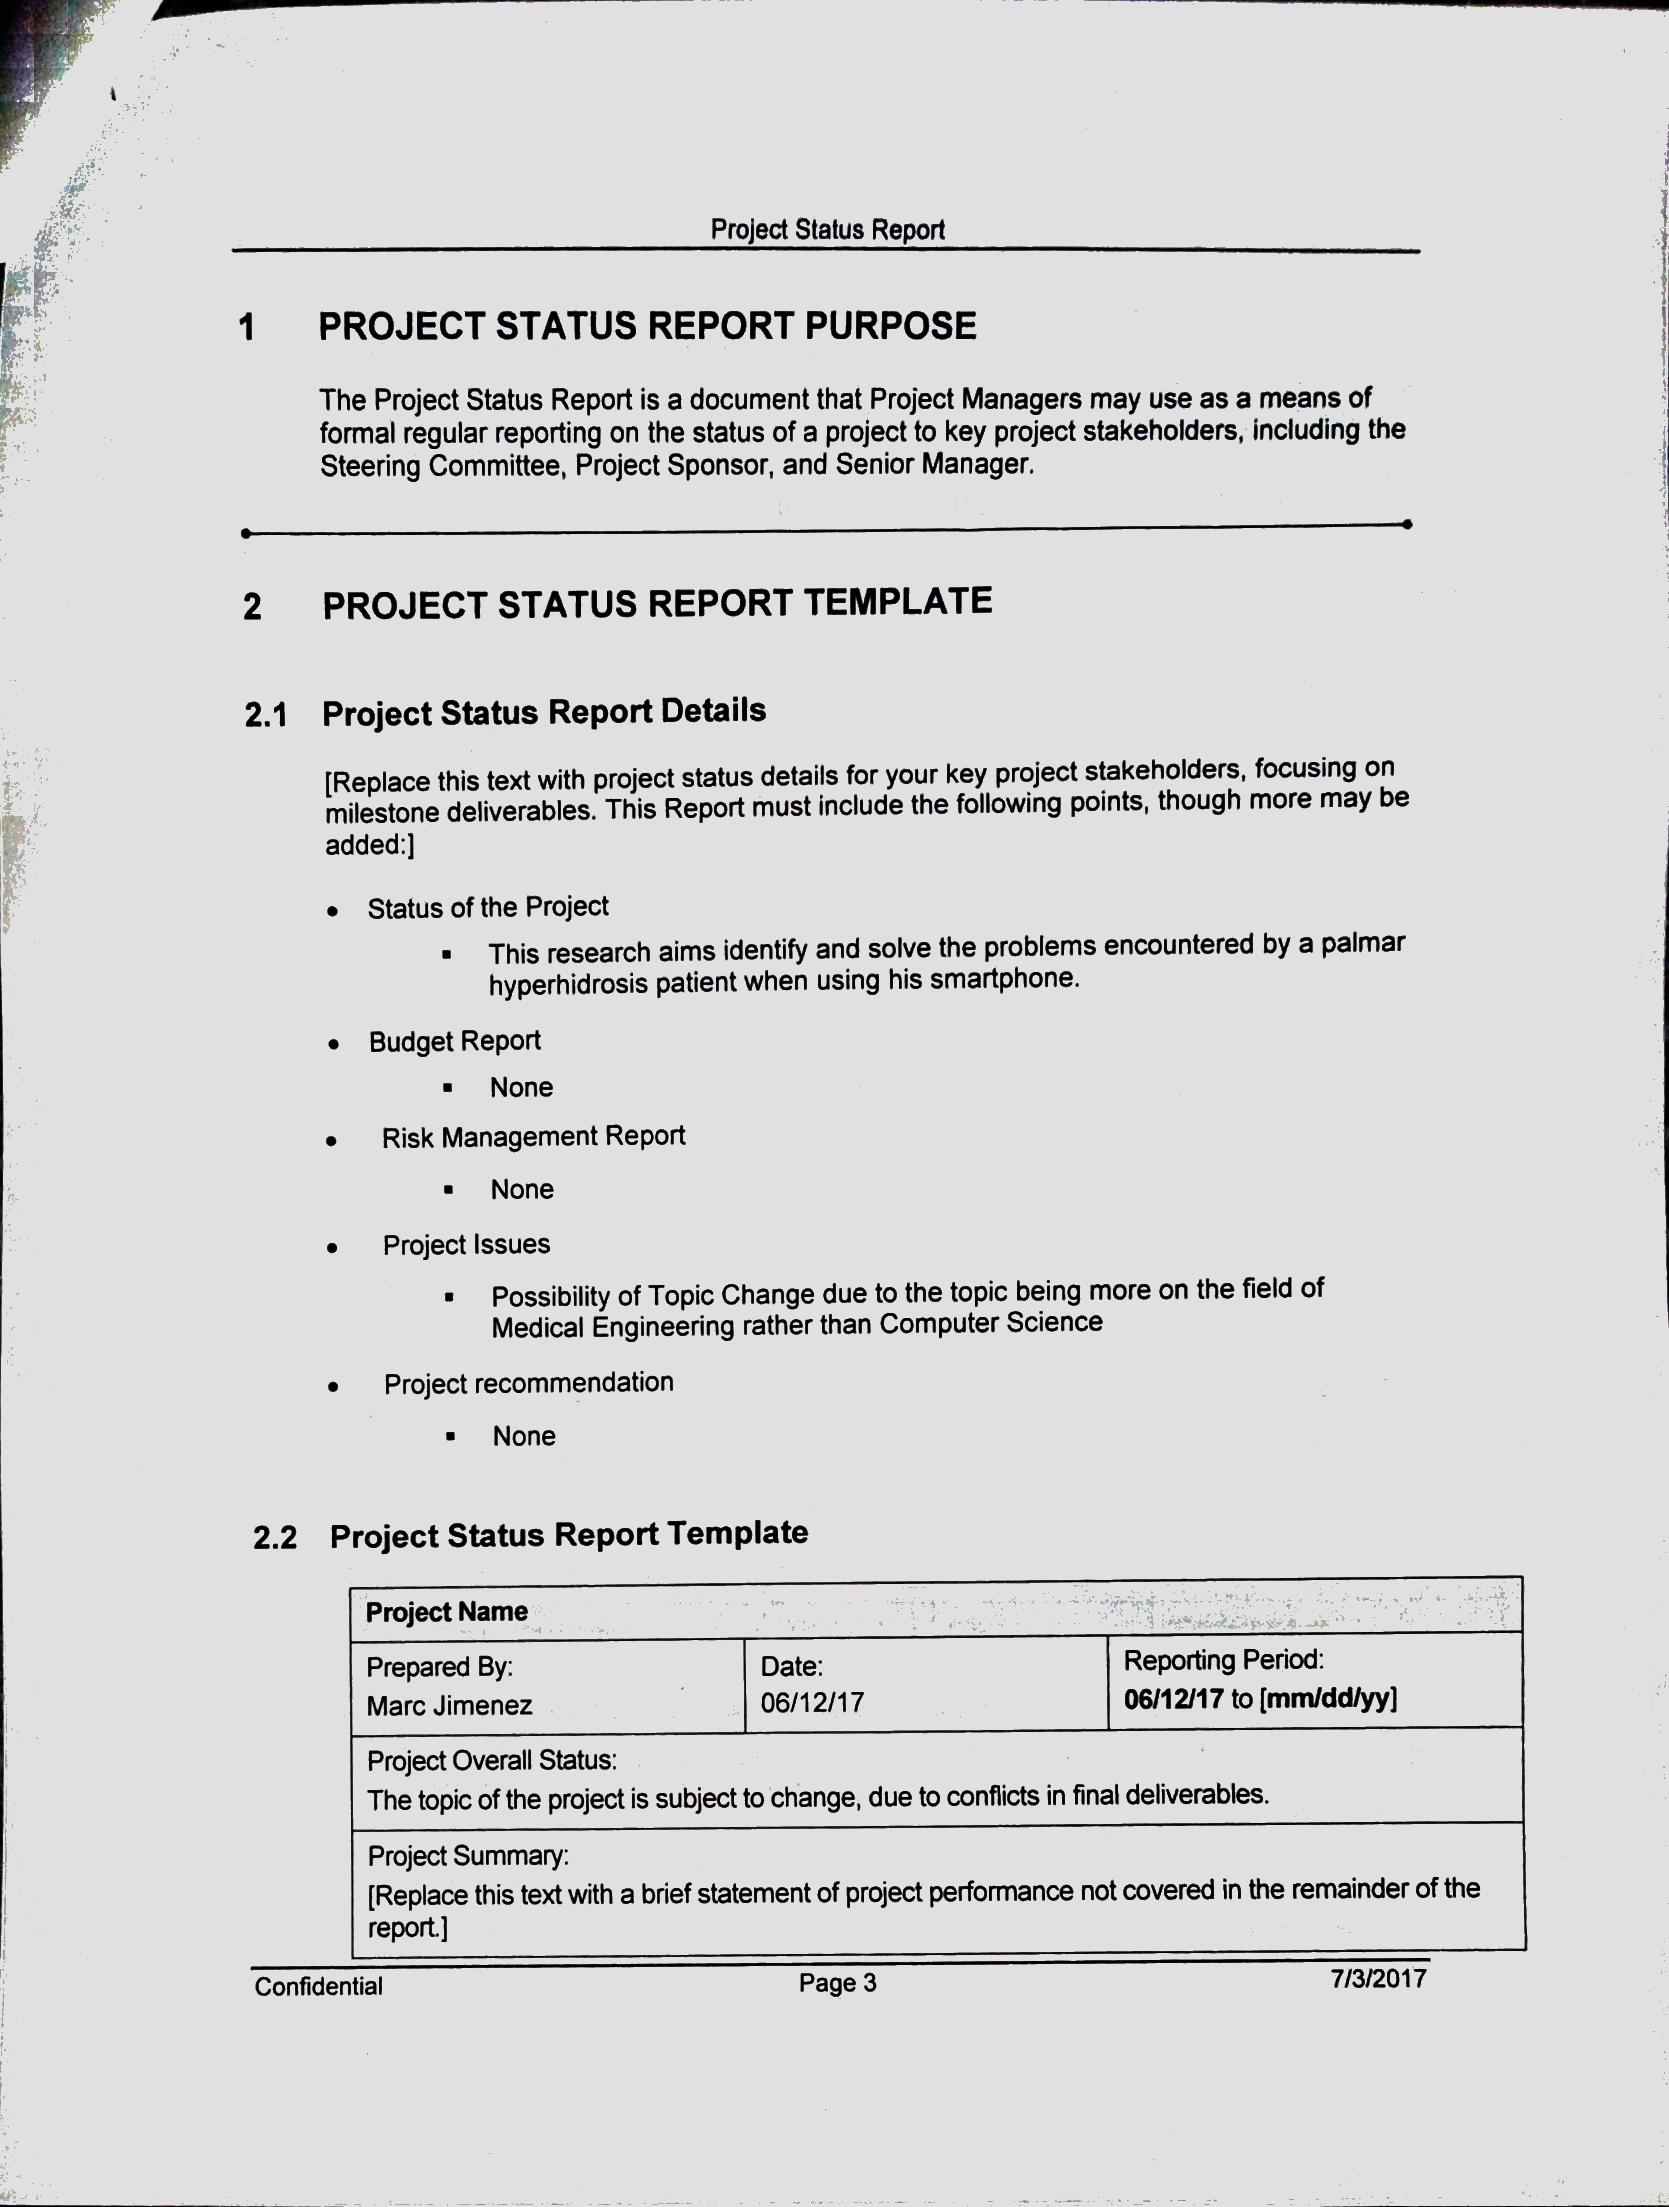 Project Status Report
1 PROJECT STATUS REPORT PURPOSE
The Project Status Report is a document that Project Managers may use as a means of
formal regular reporting on the status of a project to key project stakeholders, including the
Steering Committee, Project Sponsor, and Senior Manager.
2 PROJECT STATUS REPORT TEMPLATE
2.1 Project Status Report Details
[Replace this text with project status details for your key project stakeholders, focusing on
milestone deliverables. This Report must include the following points, though more may be
added:]
• Status of the Project
▪ This research aims identify and solve the problems encountered by a palmar
hyperhidrosis patient when using his smartphone.
• Budget Report
▪ None
• Risk Management Report
▪ None
• Project Issues
▪ Possibility of Topic Change due to the topic being more on the field of
Medical Engineering rather than Computer Science
• Project recommendation
▪ None
2.2 Project Status Report Template
Project Name
Prepared By:
Marc Jimenez
Date:
06/12/17
Reporting Period:
06/12/17 to [mm/dd/yy]
Project Overall Status:
The topic of the project is subject to change, due to conflicts in final deliverables.
Project Summary:
[Replace this text with a brief statement of project performance not covered in the remainder of the
report.]
Confidential Page 3 7/3/2017